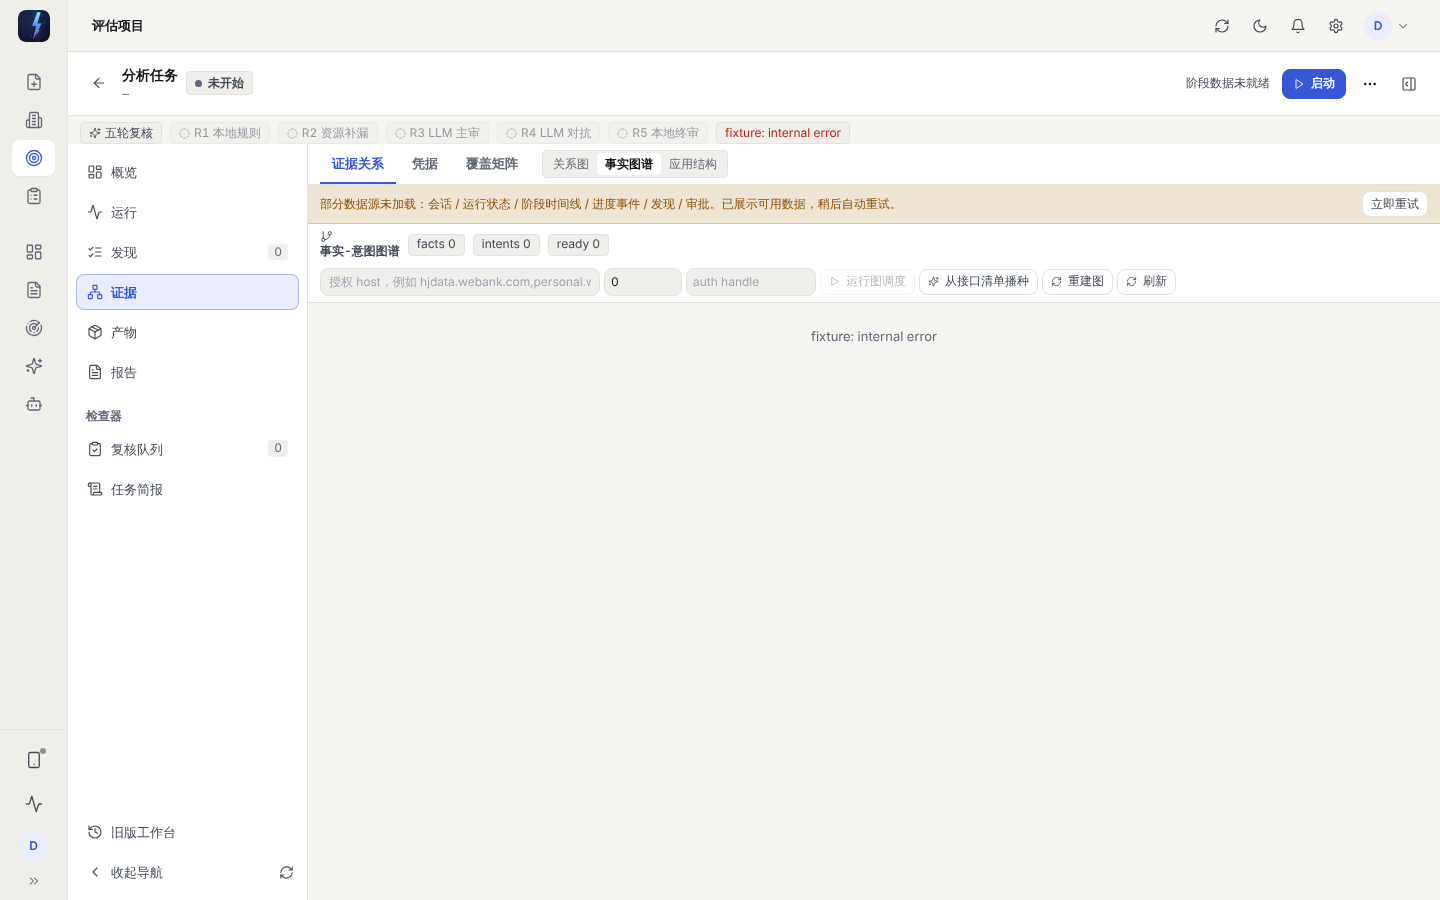 评估项目
D
分析任务
—
未开始
阶段数据未就绪
启动
五轮复核
R1 本地规则
R2 资源补漏
R3 LLM 主审
R4 LLM 对抗
R5 本地终审
fixture: internal error
概览
运行
发现 0
证据
产物
报告
检查器
复核队列 0
任务简报
旧版工作台
收起导航
D
证据关系
凭据
覆盖矩阵
关系图
事实图谱
应用结构
部分数据源未加载：会话 / 运行状态 / 阶段时间线 / 进度事件 / 发现 / 审批。已展示可用数据，稍后自动重试。
立即重试
事实-意图图谱
facts 0
intents 0
ready 0
授权 host，例如 hjdata.webank.com,personal.w
0
auth handle
运行图调度
从接口清单播种
重建图
刷新
fixture: internal error